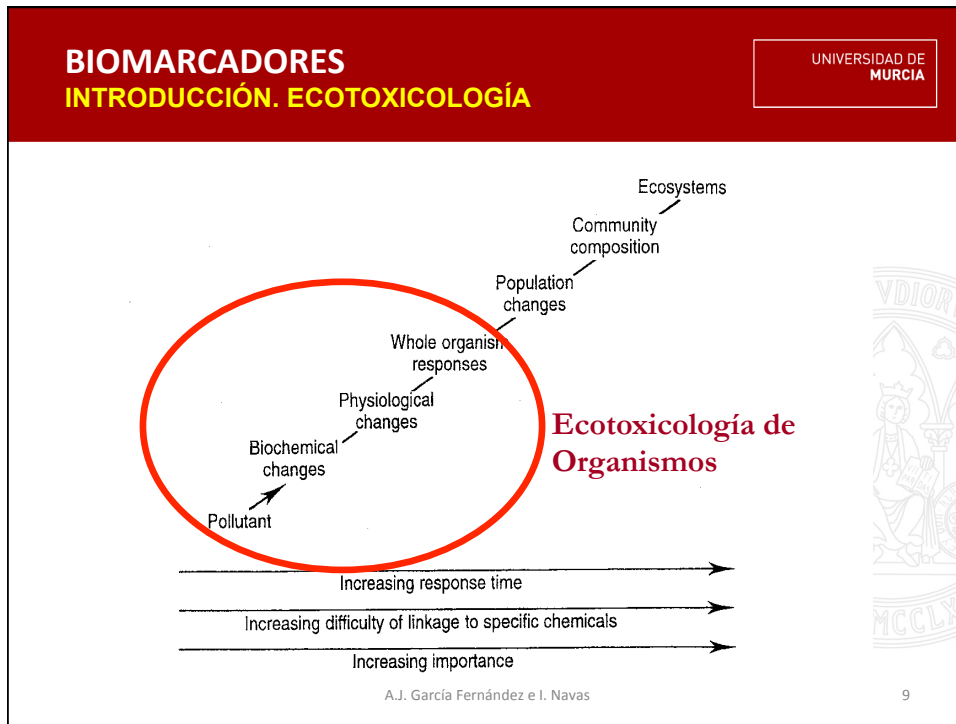 BIOMARCADORES
INTRODUCCIÓN. ECOTOXICOLOGÍA
UNIVERSIDAD DE
MURCIA
Ecosystems
Community
composition
Population
changes
Whole organism
responses
Physiological
changes
Biochemical
changes
Pollutant
Ecotoxicología de
Organismos
Increasing response time
Increasing difficulty of linkage to specific chemicals
Increasing importance
A.J. García Fernández e I. Navas
9